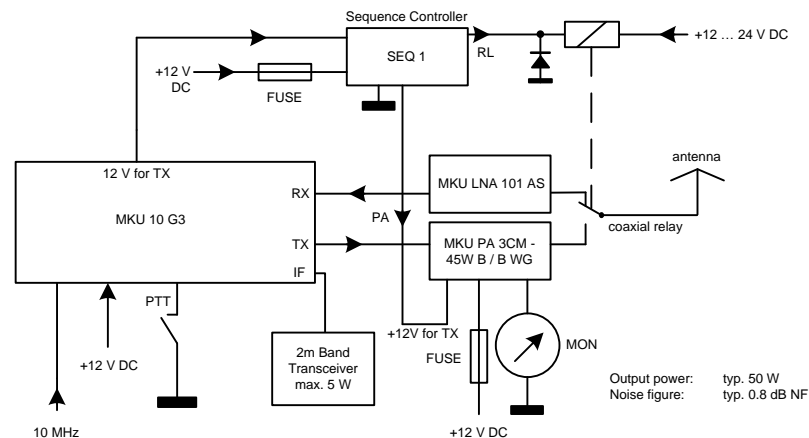 Sequence Controller
SEQ 1
RL
+12 ... 24 V DC
+12 V
DC
FUSE
12 V for TX
MKU 10 G3
RX
TX
IF
PA
MKU LNA 101 AS
MKU PA 3CM -
45W B / B WG
antenna
coaxial relay
PTT
+12 V DC
10 MHz
2m Band
Transceiver
max. 5 W
+12V for TX
FUSE
+12 V DC
MON
Output power: typ. 50 W
Noise figure: typ. 0.8 dB NF